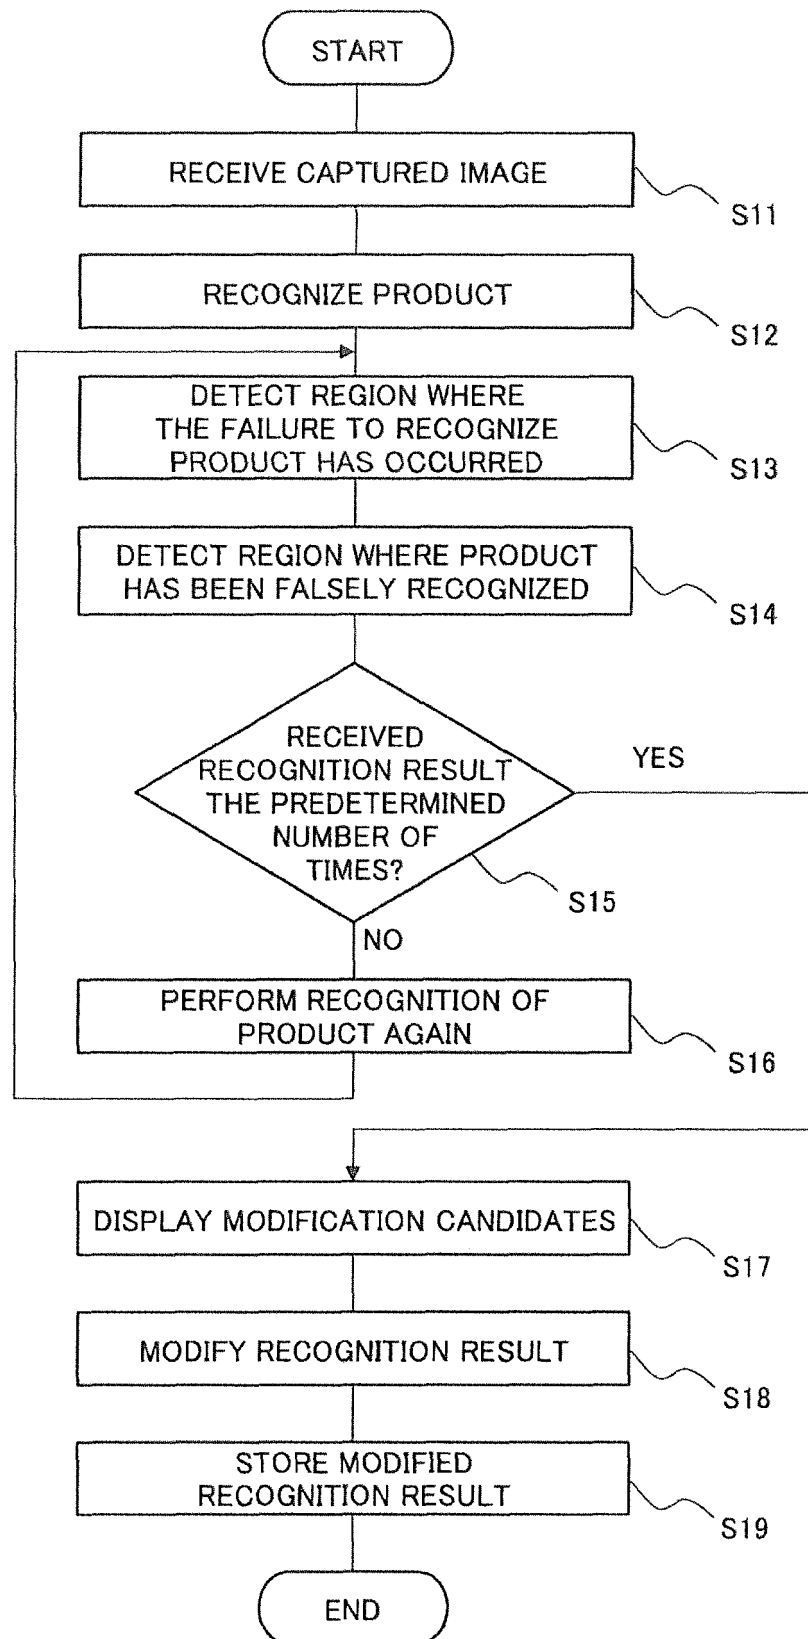 START
RECEIVE CAPTURED IMAGE
S11
RECOGNIZE PRODUCT
S12
DETECT REGION WHERE
THE FAILURE TO RECOGNIZE
PRODUCT HAS OCCURRED
S13
DETECT REGION WHERE PRODUCT
HAS BEEN FALSELY RECOGNIZED
S14
RECEIVED
RECOGNITION RESULT
THE PREDETERMINED
NUMBER OF
TIMES?
YES
S15
NO
PERFORM RECOGNITION OF
PRODUCT AGAIN
S16
DISPLAY MODIFICATION CANDIDATES
S17
MODIFY RECOGNITION RESULT
S18
STORE MODIFIED
RECOGNITION RESULT
S19
END